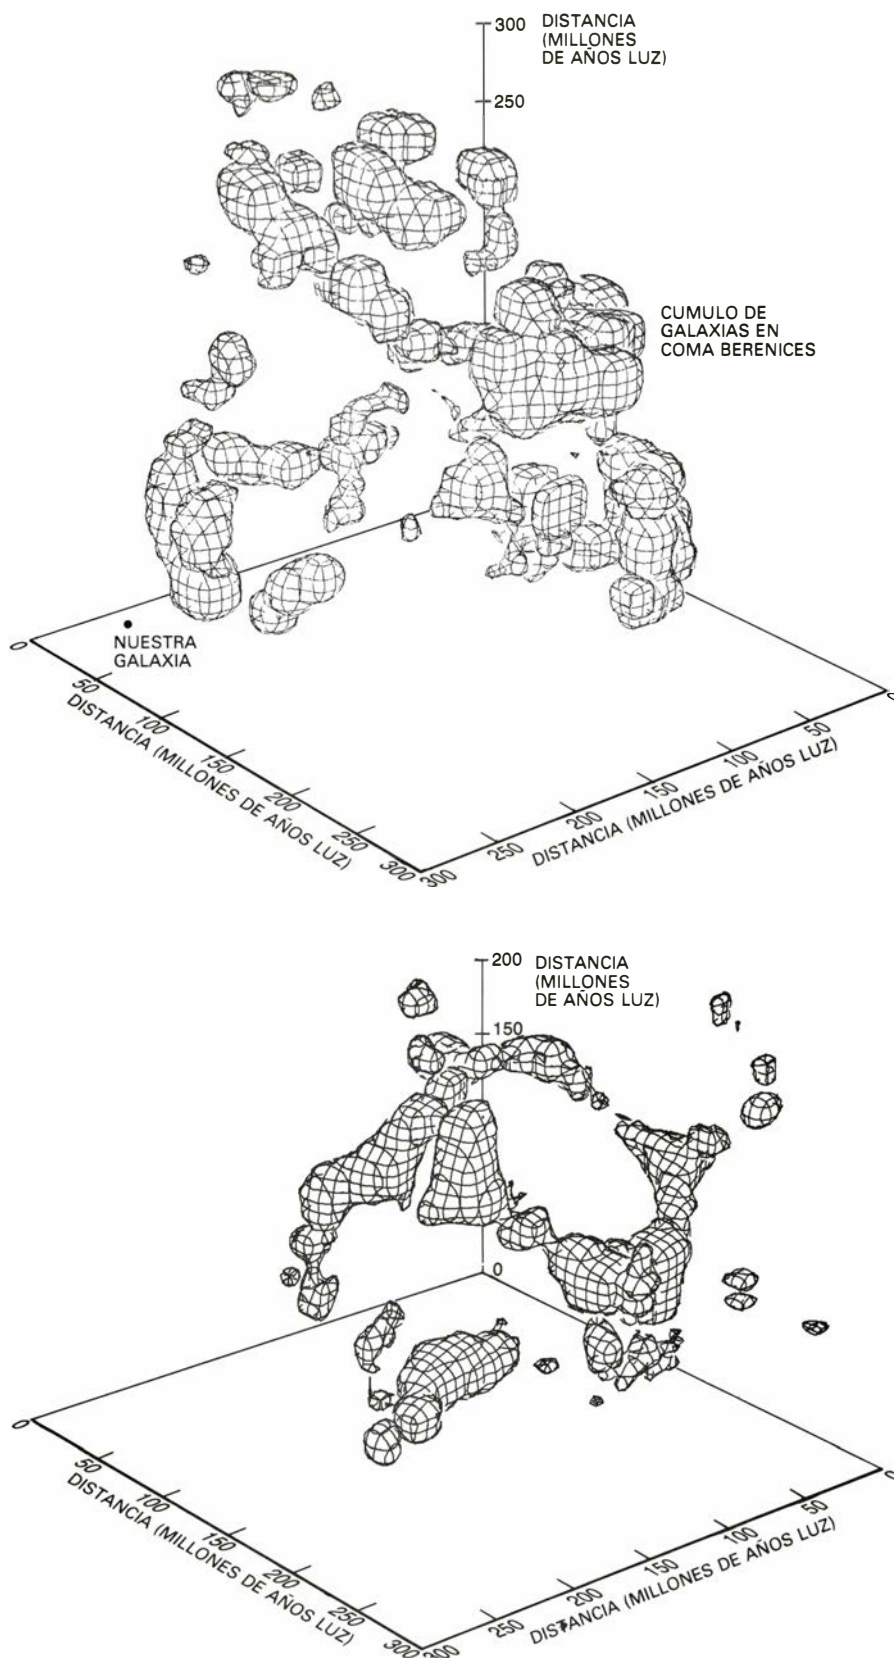 300
DISTANCIA
(MILLONES
DE AÑOS LUZ)
250
CUMULO DE
GALAXIAS EN
COMA BERENICES
NUESTRA
GALAXIA
0
50
100
150
200
250
300
DISTANCIA (MILLONES DE AÑOS LUZ)
300
250
200
150
100
50
0
DISTANCIA (MILLONES DE AÑOS LUZ)
200
DISTANCIA
(MILLONES
DE AÑOS LUZ)
150
0
0
50
100
150
200
250
300
DISTANCIA (MILLONES DE AÑOS LUZ)
300
250
200
150
100
50
0
DISTANCIA (MILLONES DE AÑOS LUZ)